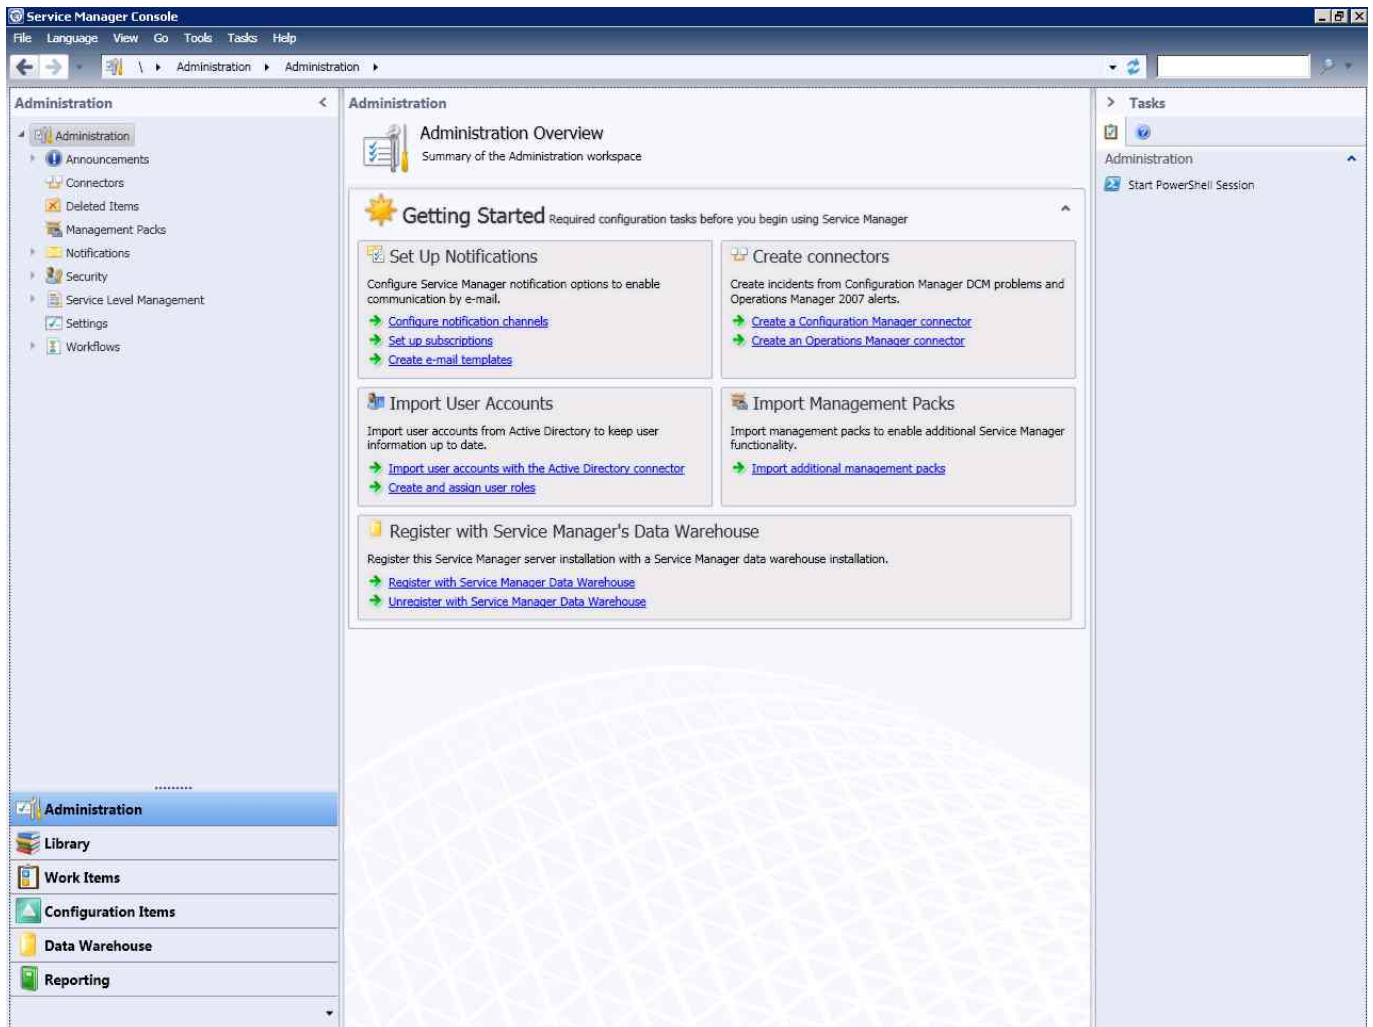 Service Manager Console
File Language View Go Tools Tasks Help
\ Administration Administration
Administration
Administration
Announcements
Connectors
Deleted Items
Management Packs
Notifications
Security
Service Level Management
Settings
Workflows
Administration
Library
Work Items
Configuration Items
Data Warehouse
Reporting
Administration
Administration Overview
Summary of the Administration workspace
Getting Started Required configuration tasks before you begin using Service Manager
Set Up Notifications
Configure Service Manager notification options to enable
communication by e-mail.
Configure notification channels
Set up subscriptions
Create e-mail templates
Create connectors
Create incidents from Configuration Manager DCM problems and
Operations Manager 2007 alerts.
Create a Configuration Manager connector
Create an Operations Manager connector
Import User Accounts
Import user accounts from Active Directory to keep user
information up to date.
Import user accounts with the Active Directory connector
Create and assign user roles
Import Management Packs
Import management packs to enable additional Service Manager
functionality.
Import additional management packs
Register with Service Manager's Data Warehouse
Register this Service Manager server installation with a Service Manager data warehouse installation.
Register with Service Manager Data Warehouse
Unregister with Service Manager Data Warehouse
Tasks
Administration
Start PowerShell Session